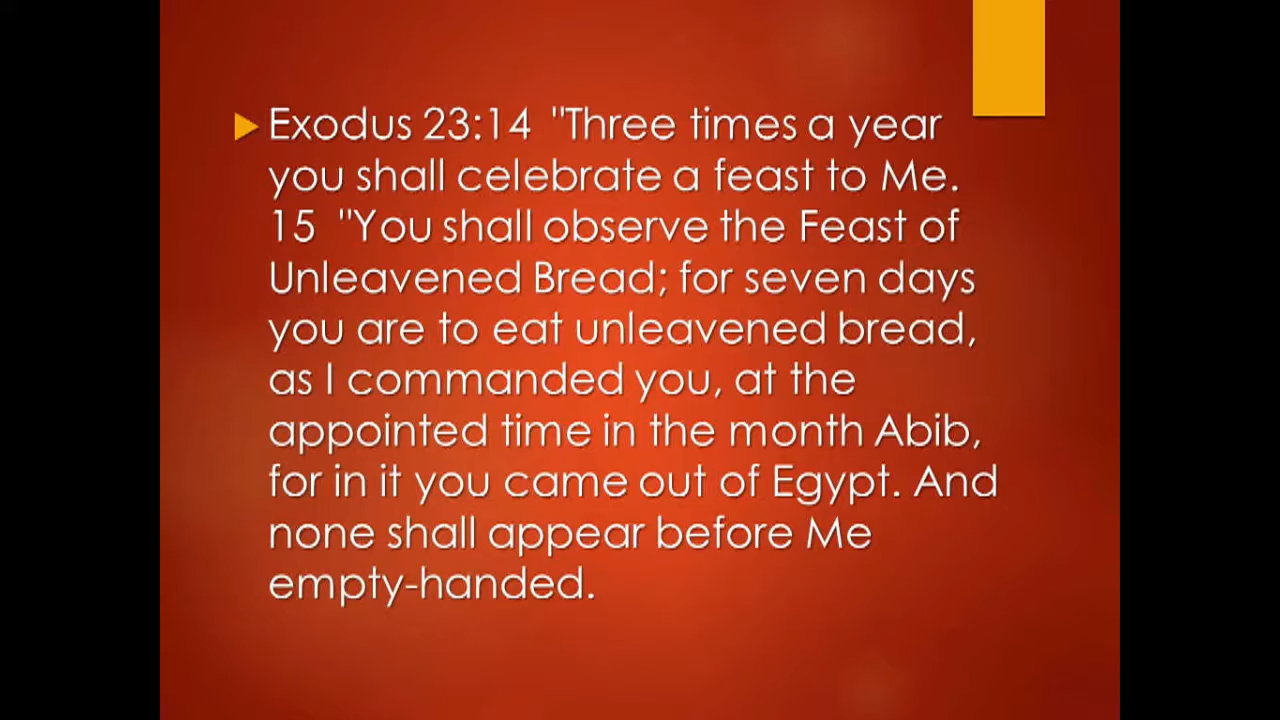 Exodus 23:14  "Three times a year
you shall celebrate a feast to Me.
15  "You shall observe the Feast of
Unleavened Bread; for seven days
you are to eat unleavened bread,
as I commanded you, at the
appointed time in the month Abib,
for in it you came out of Egypt. And
none shall appear before Me
empty-handed.